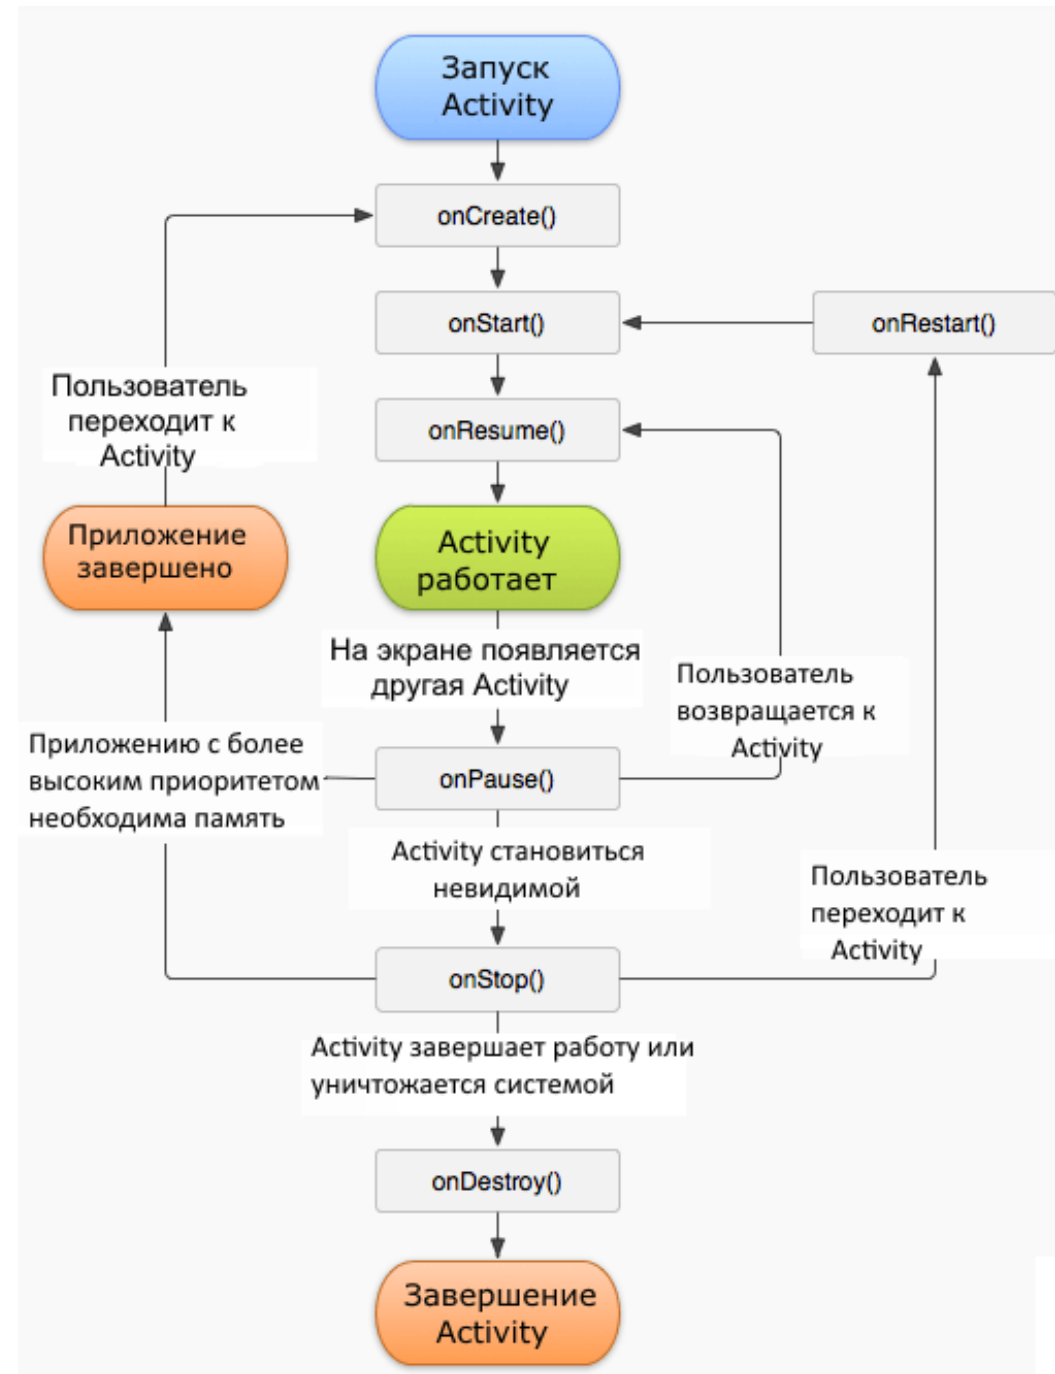 Запуск
Activity
onCreate()
onStart()
onRestart()
Пользователь
переходит к
Activity
onResume()
Приложение
завершено
Activity
работает
На экране появляется
другая Activity
Пользователь
возвращается к
Activity
Приложению с более
высоким приоритетом
необходима память
onPause()
Activity становиться
невидимой
Пользователь
переходит к
Activity
onStop()
Activity завершает работу или
уничтожается системой
onDestroy()
Завершение
Activity